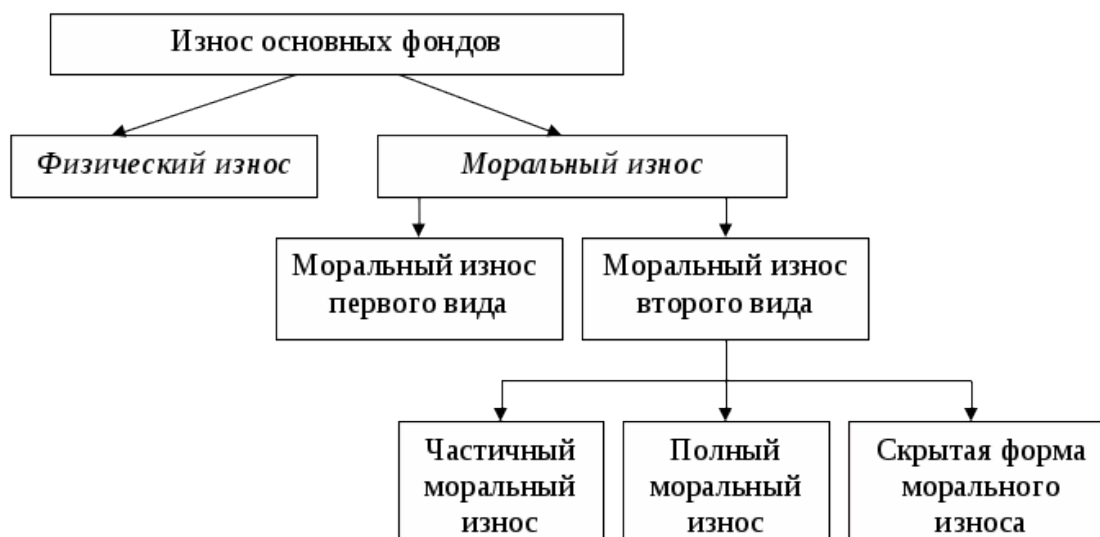 Износ основных фондов
Физический износ
Моральный износ
Моральный износ
первого вида
Моральный износ
второго вида
Частичный
моральный
износ
Полный
моральный
износ
Скрытая форма
морального
износа